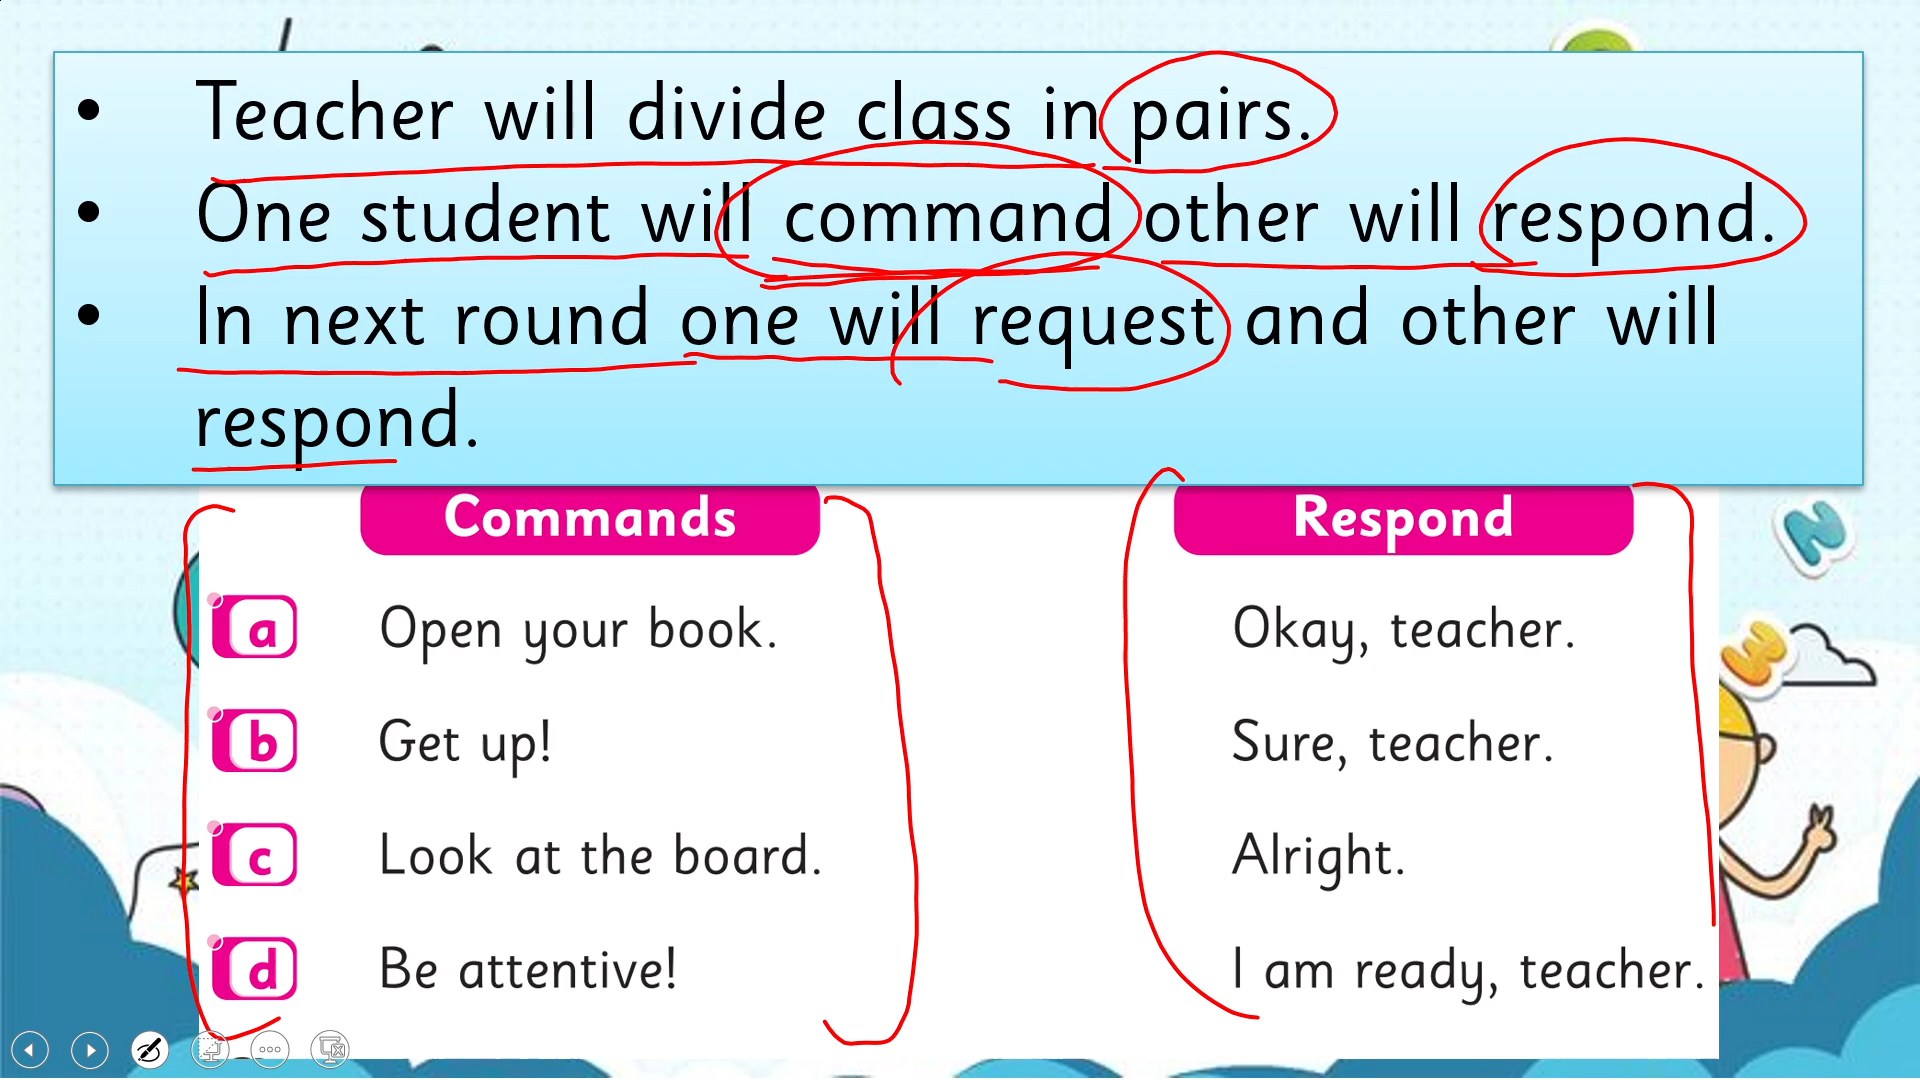 • Teacher will divide class in pairs.
• One student will command other will respond.
• In next round one will request and other will
respond.
Commands Respond
a Open your book. Okay, teacher.
b Get up! Sure, teacher.
c Look at the board. Alright.
d Be attentive! I am ready, teacher.